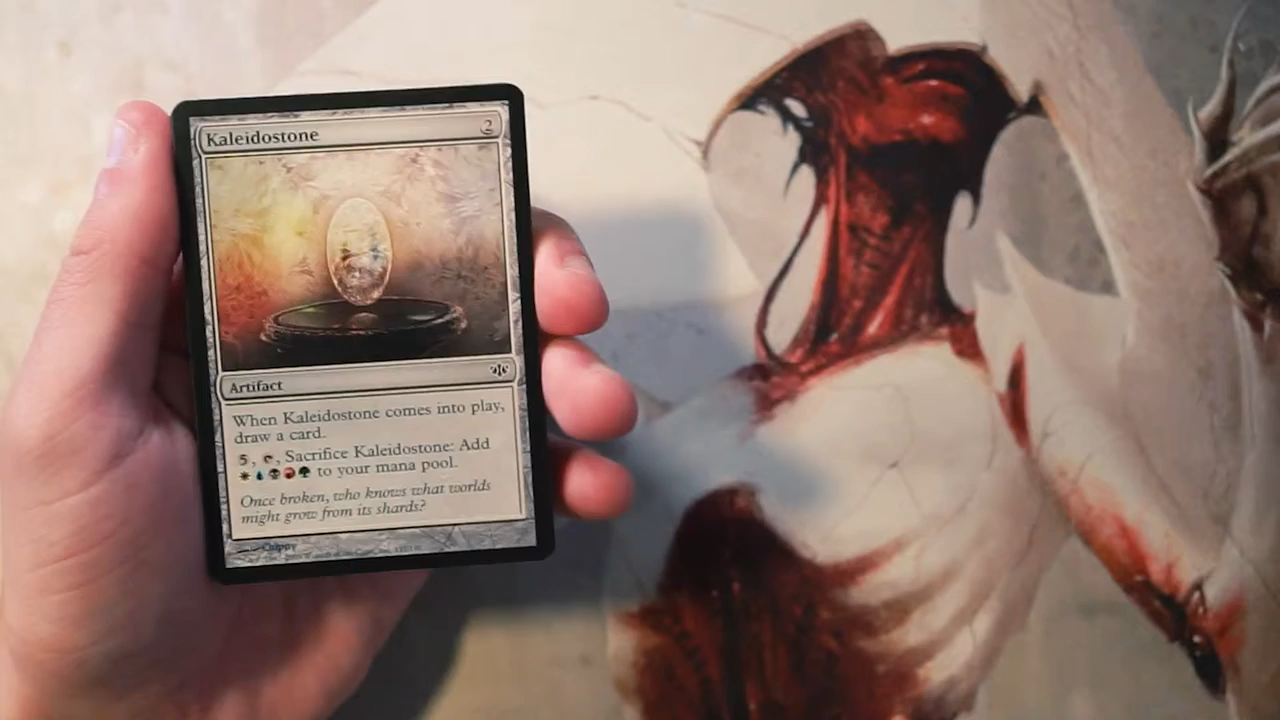 Kaleidostone 2
Artifact
When Kaleidostone comes into play,
draw a card.
5, , Sacrifice Kaleidostone: Add
to your mana pool.
Once broken, who knows what worlds
might grow from its shards?
Chippy